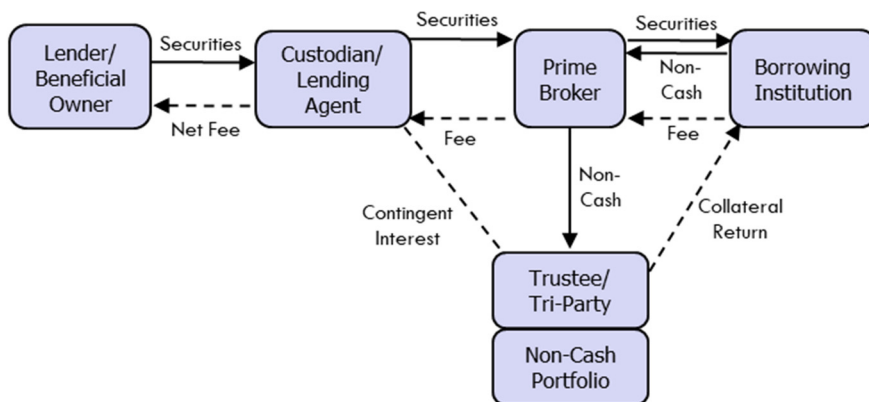 Lender/
Beneficial
Owner
Securities
Net Fee
Custodian/
Lending
Agent
Securities
Fee
Prime
Broker
Securities
Non-
Cash
Fee
Borrowing
Institution
Contingent
Interest
Non-
Cash
Collateral
Return
Trustee/
Tri-Party
Non-Cash
Portfolio